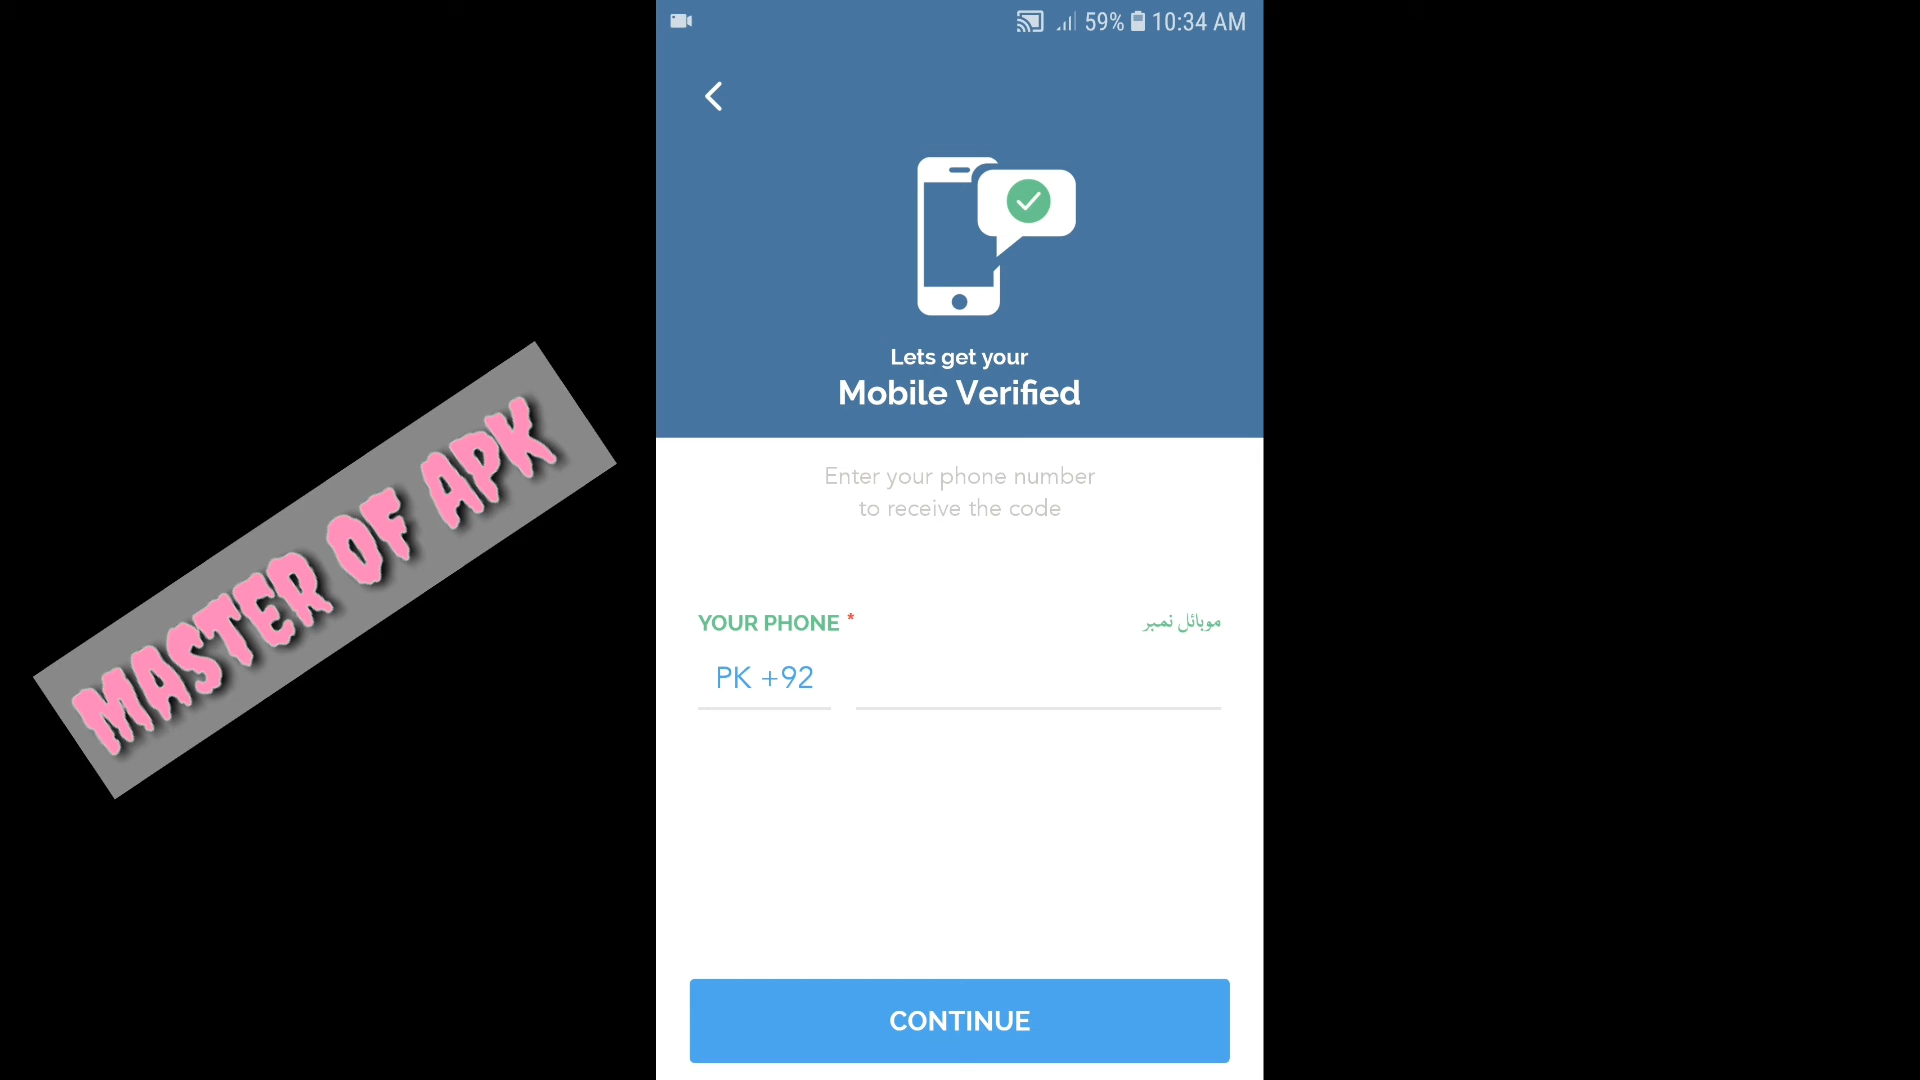 59% 10:34 AM
Lets get your
Mobile Verified
Enter your phone number
to receive the code
YOUR PHONE * موبائل نمبر
PK +92
CONTINUE
MASTER OF APK